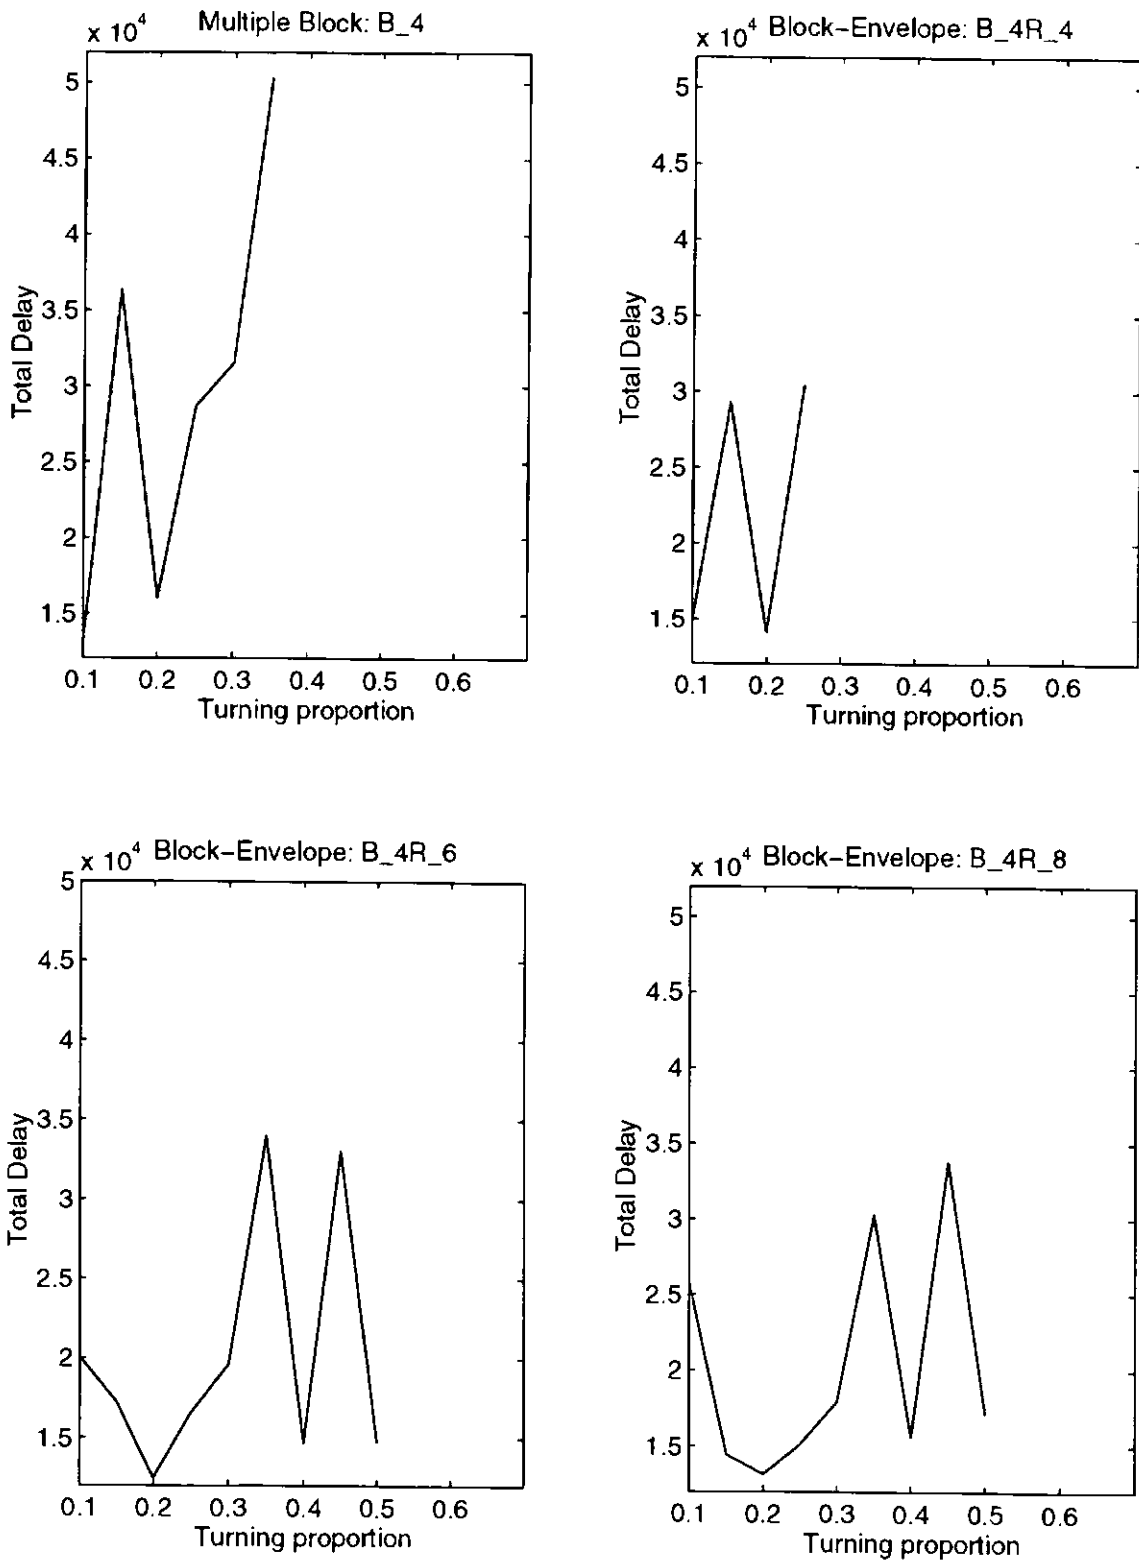 x 10^4 Multiple Block: B_4
5
4.5
4
3.5
3
2.5
2
1.5
Total Delay
0.1 0.2 0.3 0.4 0.5 0.6
Turning proportion
x 10^4 Block-Envelope: B_4R_4
5
4.5
4
3.5
3
2.5
2
1.5
Total Delay
0.1 0.2 0.3 0.4 0.5 0.6
Turning proportion
x 10^4 Block-Envelope: B_4R_6
5
4.5
4
3.5
3
2.5
2
1.5
Total Delay
0.1 0.2 0.3 0.4 0.5 0.6
Turning proportion
x 10^4 Block-Envelope: B_4R_8
5
4.5
4
3.5
3
2.5
2
1.5
Total Delay
0.1 0.2 0.3 0.4 0.5 0.6
Turning proportion